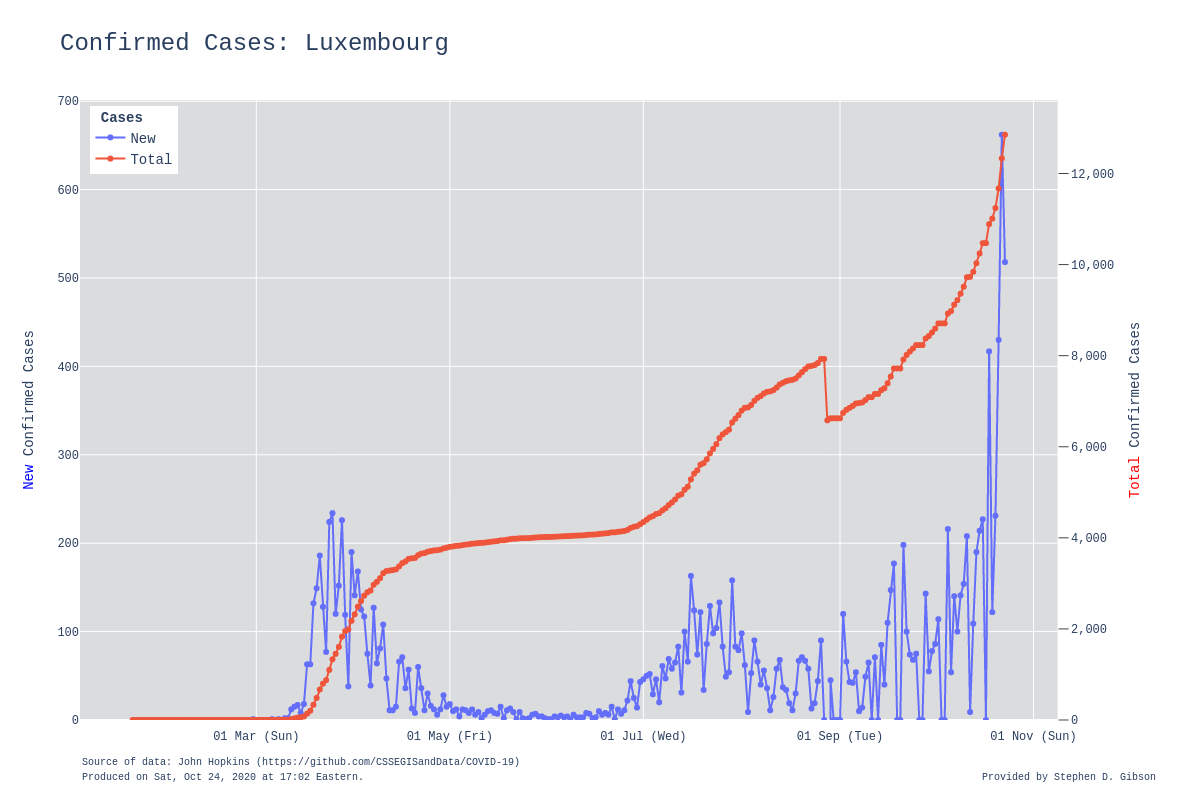 Confirmed Cases: Luxembourg
Cases
New
Total
700
600
500
400
300
200
100
0
New Confirmed Cases
12,000
10,000
8,000
6,000
4,000
2,000
0
Total Confirmed Cases
01 Mar (Sun)
01 May (Fri)
01 Jul (Wed)
01 Sep (Tue)
01 Nov (Sun)
Source of data: John Hopkins (https://github.com/CSSEGISandData/COVID-19)
Produced on Sat, Oct 24, 2020 at 17:02 Eastern.
Provided by Stephen D. Gibson